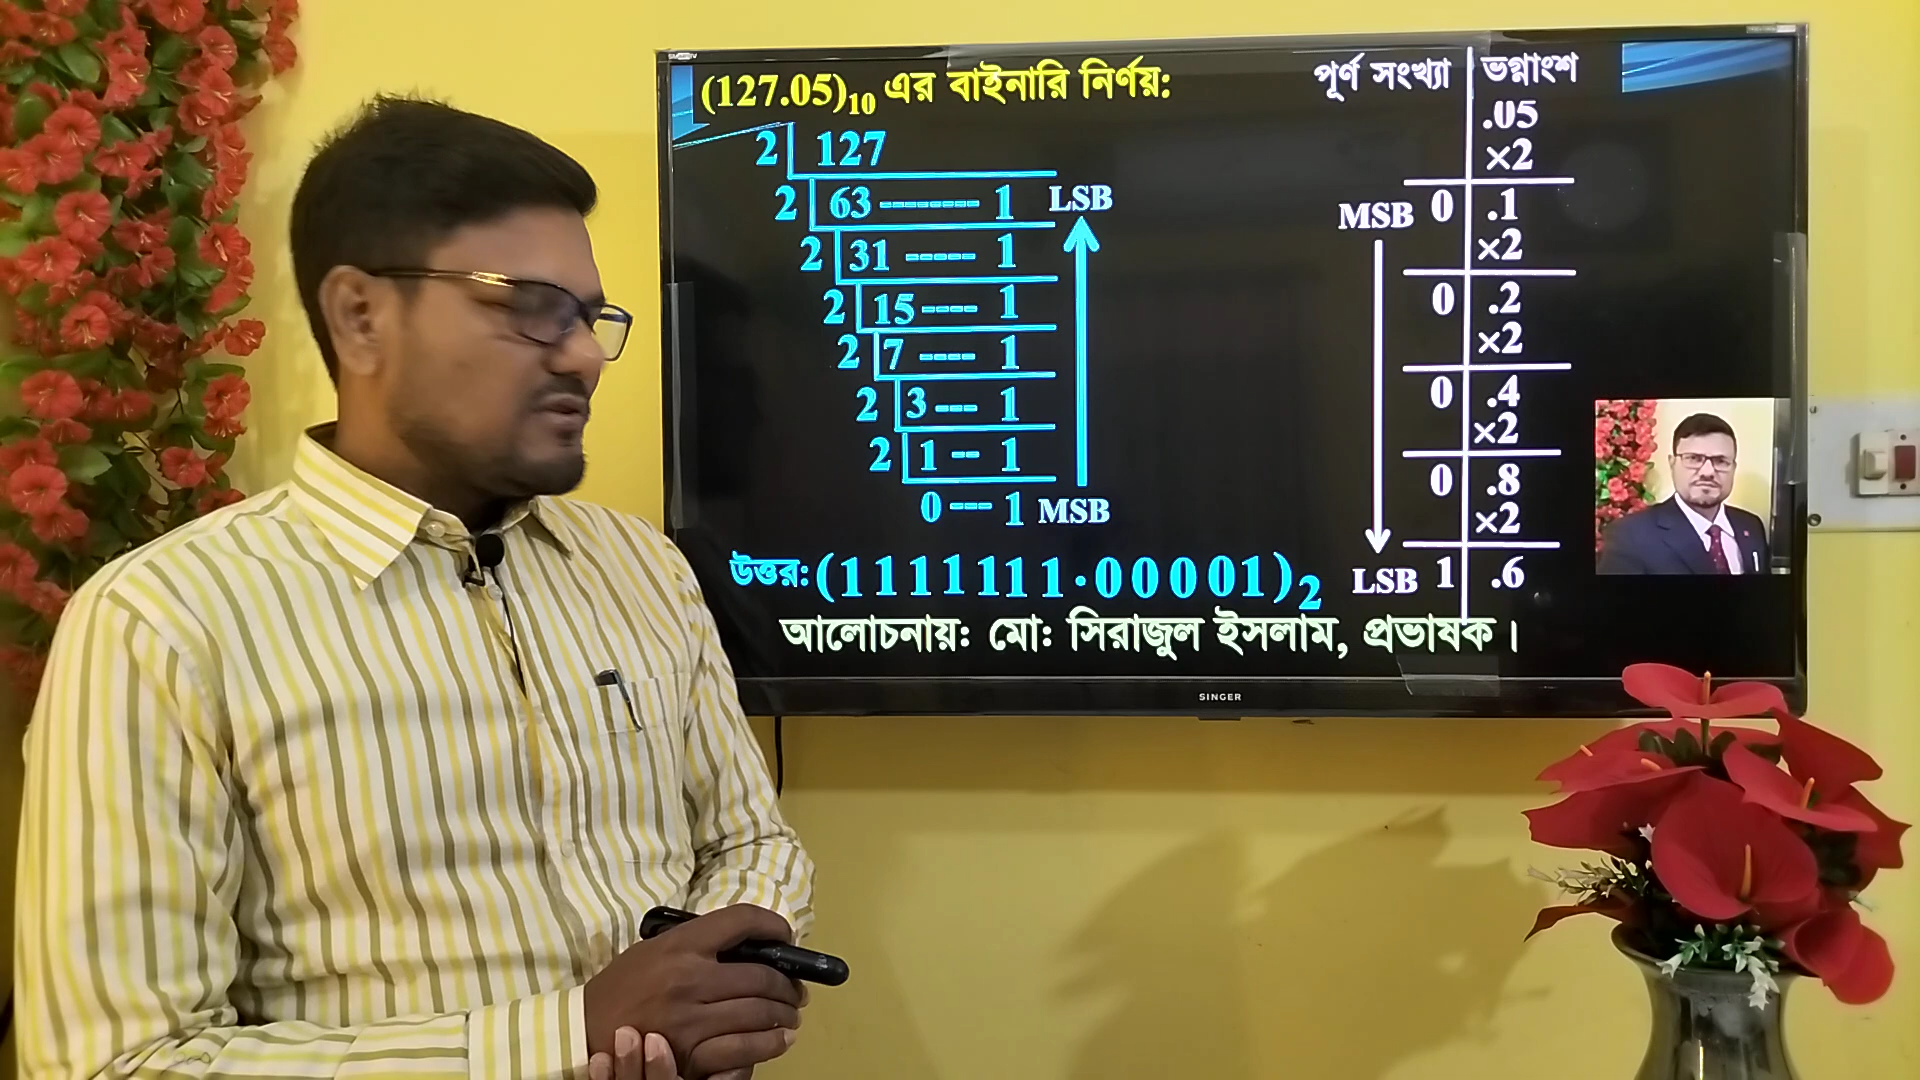 (127.05)10 এর বাইনারি নির্ণয়:
2 127
2 63 -------- 1 LSB
2 31 ----- 1
2 15 ---- 1
2 7 ---- 1
2 3 --- 1
2 1 -- 1
0 --- 1 MSB
পূর্ণ সংখ্যা ভগ্নাংশ
.05
×2
MSB 0 .1
×2
0 .2
×2
0 .4
×2
0 .8
×2
LSB 1 .6
উত্তর: (1111111.00001)2
আলোচনায়: মো: সিরাজুল ইসলাম, প্রভাষক।
SINGER